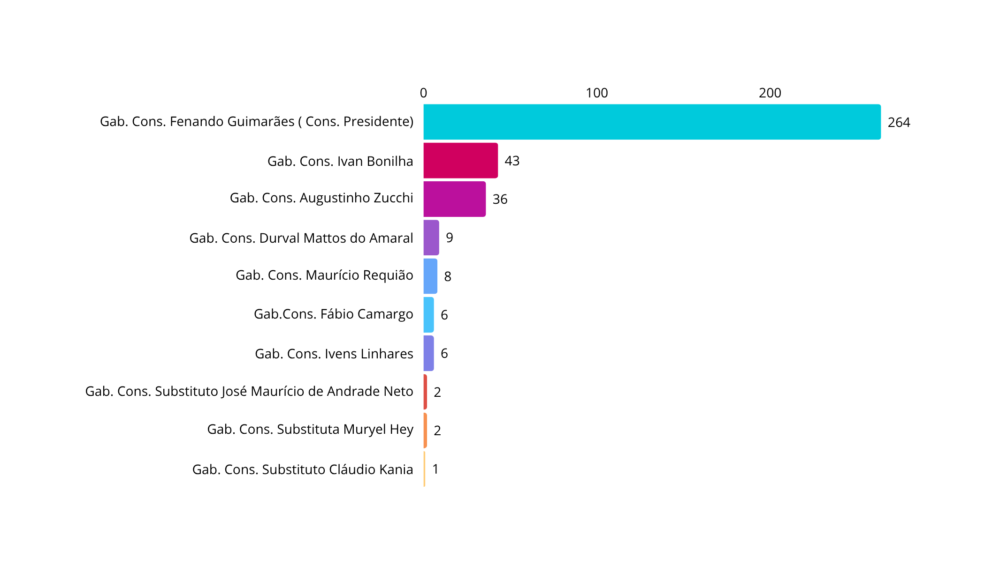 0 100 200
Gab. Cons. Fenando Guimarães ( Cons. Presidente) 264
Gab. Cons. Ivan Bonilha 43
Gab. Cons. Augustinho Zucchi 36
Gab. Cons. Durval Mattos do Amaral 9
Gab. Cons. Maurício Requião 8
Gab.Cons. Fábio Camargo 6
Gab. Cons. Ivens Linhares 6
Gab. Cons. Substituto José Maurício de Andrade Neto 2
Gab. Cons. Substituta Muryel Hey 2
Gab. Cons. Substituto Cláudio Kania 1